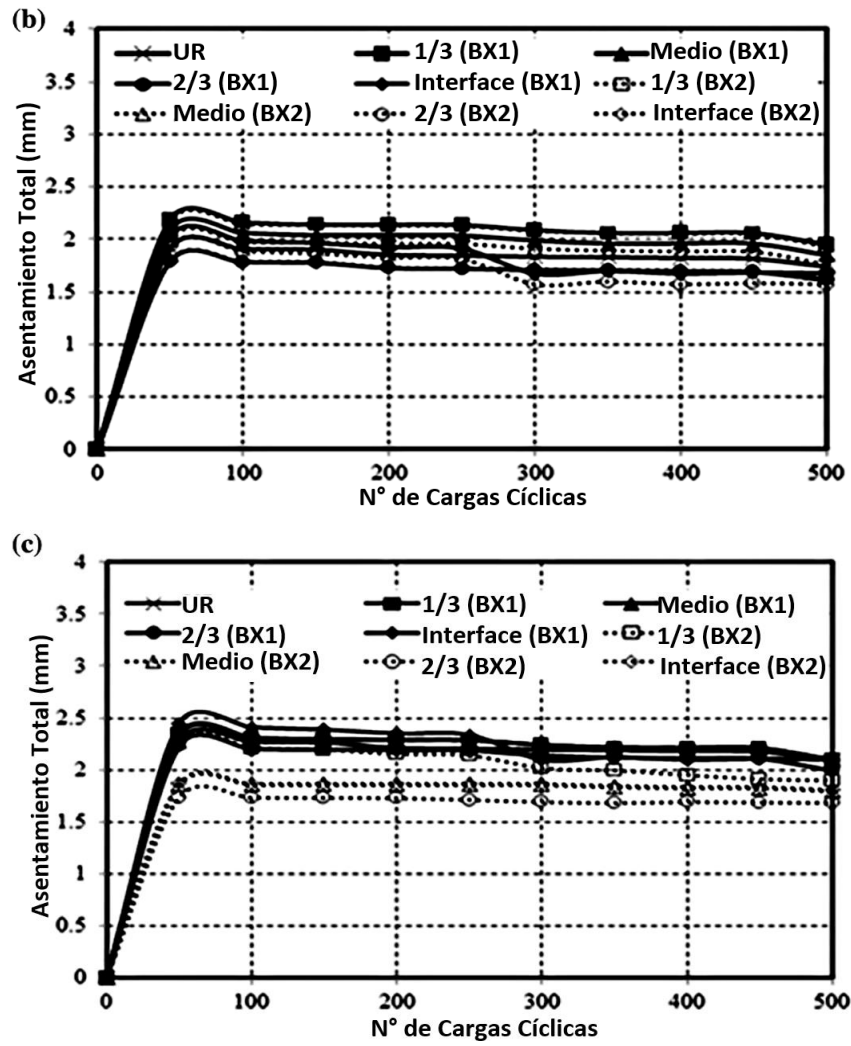 (b)
4
3.5
3
2.5
2
1.5
1
0.5
0
Asentamiento Total (mm)
UR 1/3 (BX1) Medio (BX1)
2/3 (BX1) Interface (BX1) 1/3 (BX2)
Medio (BX2) 2/3 (BX2) Interface (BX2)
0 100 200 300 400 500
N° de Cargas Cíclicas
(c)
4
3.5
3
2.5
2
1.5
1
0.5
0
Asentamiento Total (mm)
UR 1/3 (BX1) Medio (BX1)
2/3 (BX1) Interface (BX1) 1/3 (BX2)
Medio (BX2) 2/3 (BX2) Interface (BX2)
0 100 200 300 400 500
N° de Cargas Cíclicas